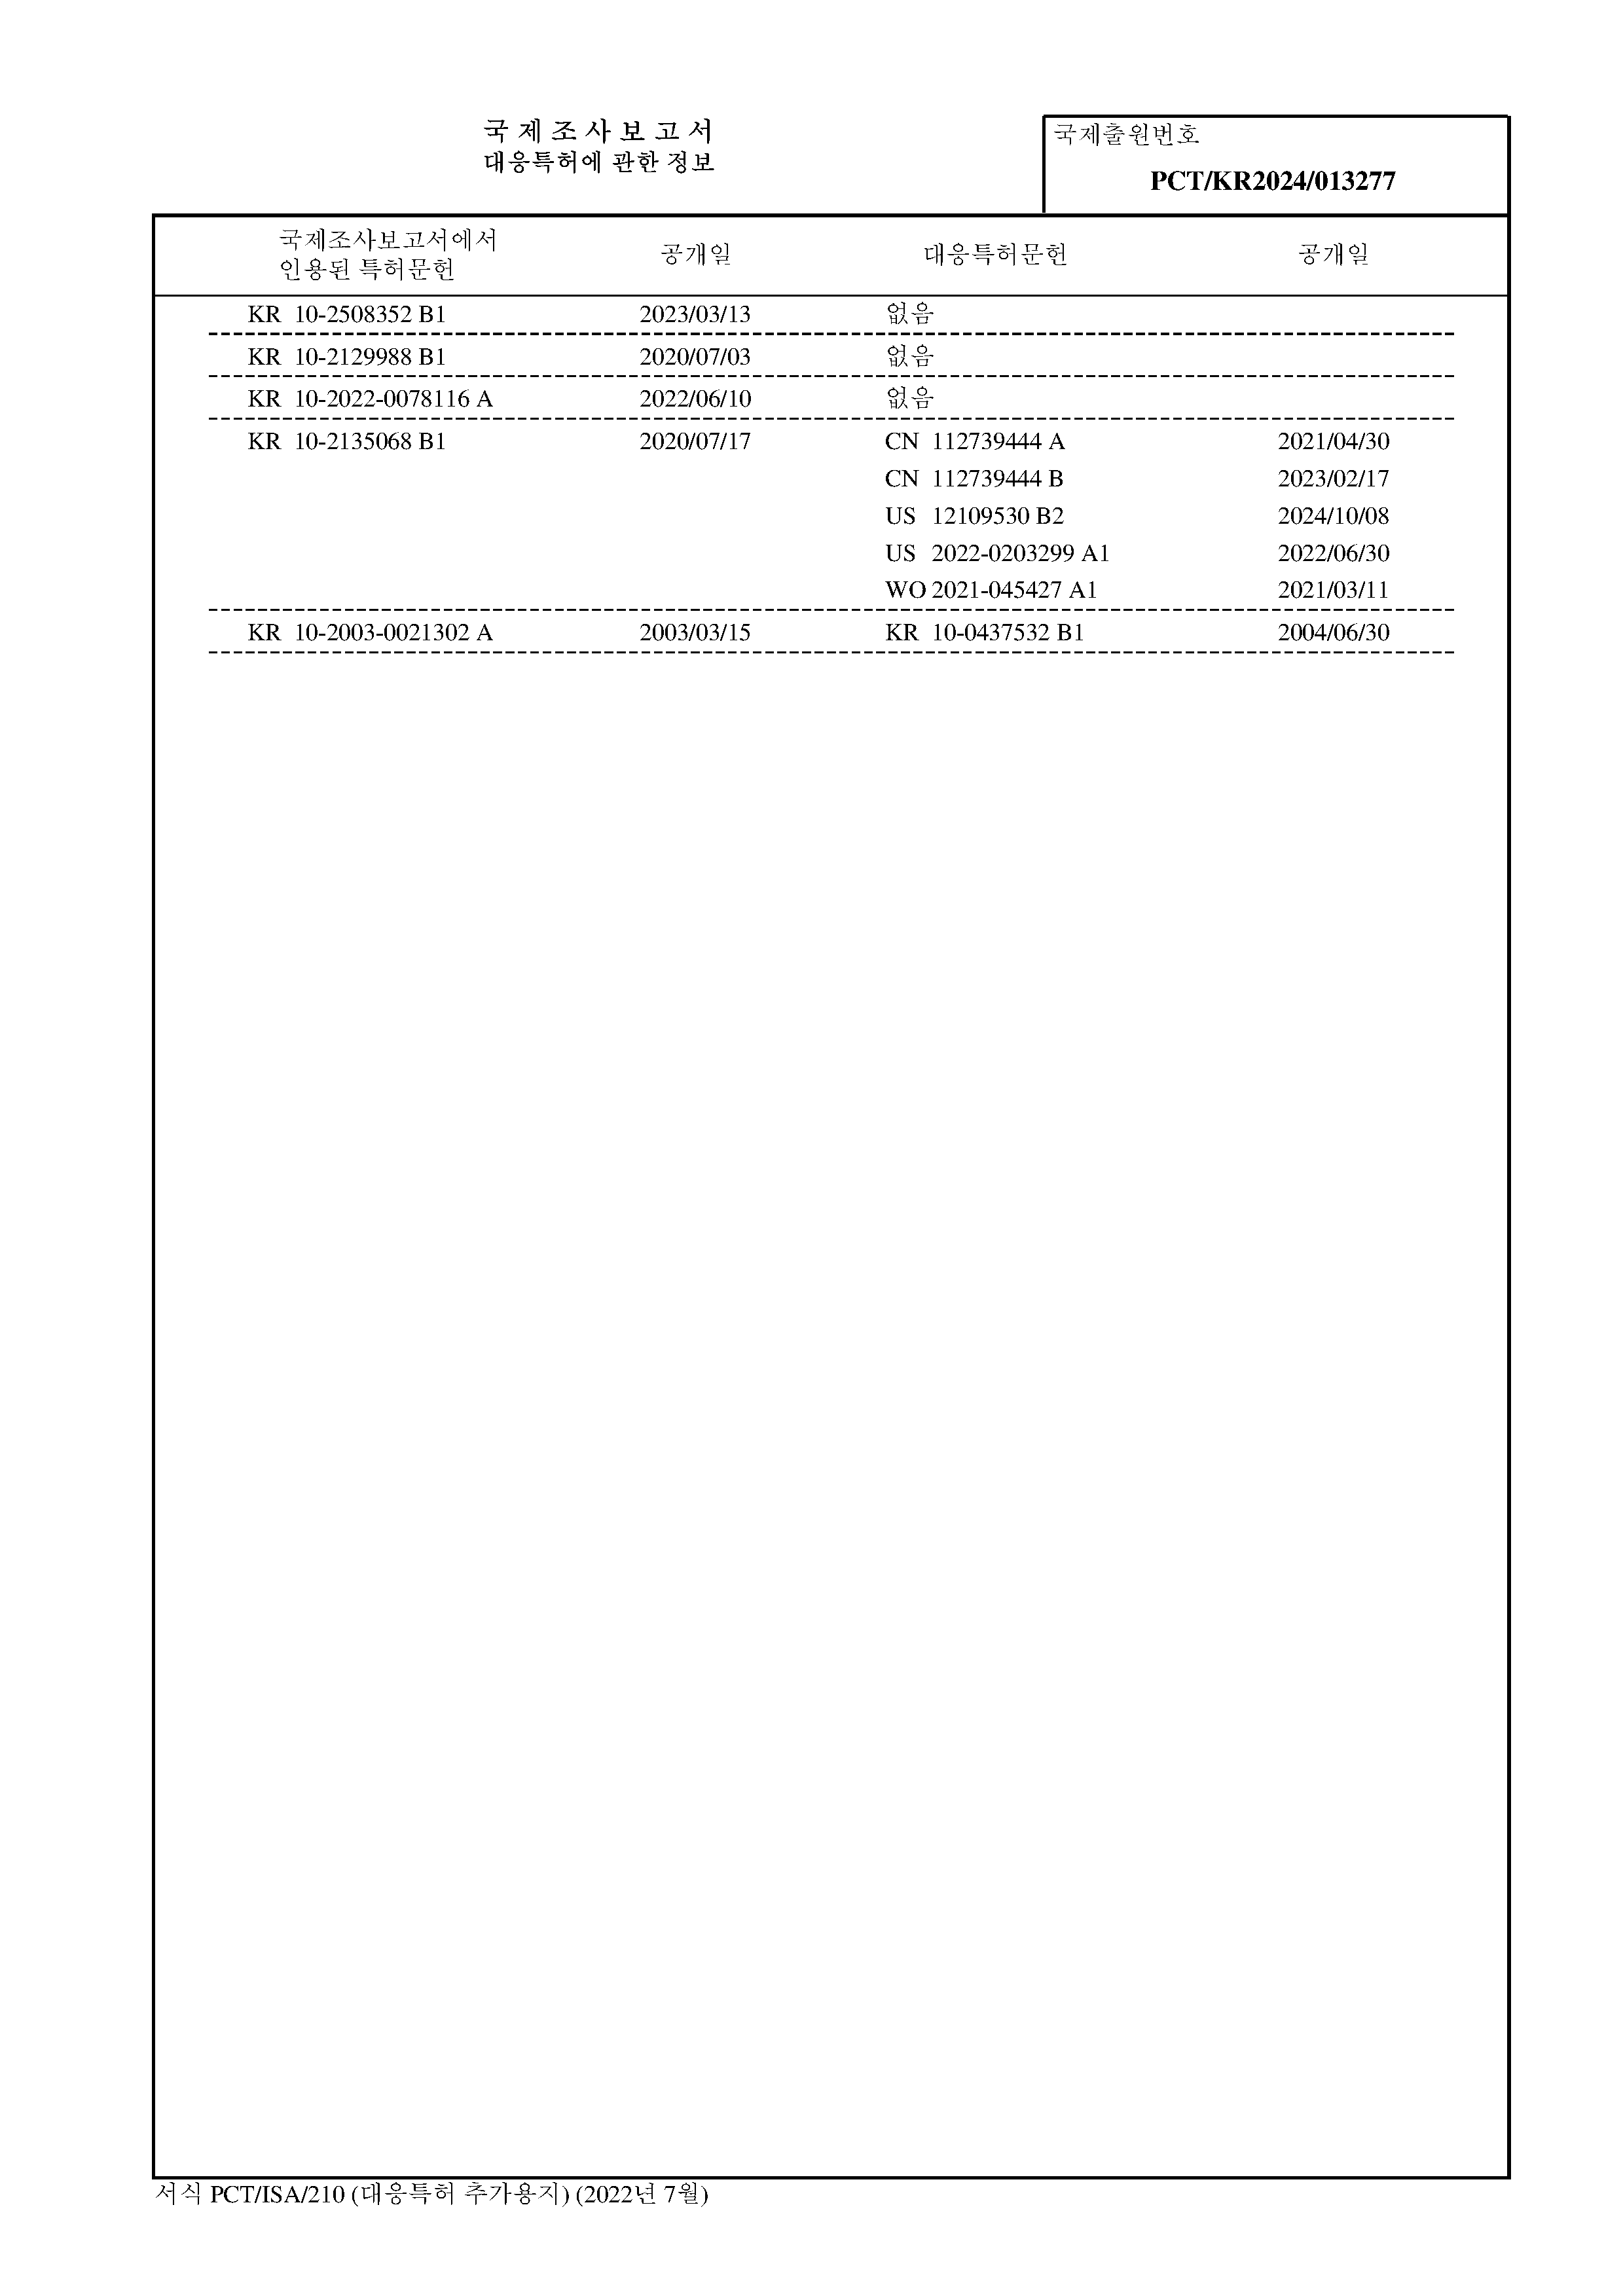 국 제 조 사 보 고 서
대응특허에 관한 정보
국제출원번호
PCT/KR2024/013277
국제조사보고서에서
인용된 특허문헌
공개일
대응특허문헌
공개일
KR 10-2508352 B1 2023/03/13 없음
KR 10-2129988 B1 2020/07/03 없음
KR 10-2022-0078116 A 2022/06/10 없음
KR 10-2135068 B1 2020/07/17 CN 112739444 A 2021/04/30
CN 112739444 B 2023/02/17
US 12109530 B2 2024/10/08
US 2022-0203299 A1 2022/06/30
WO 2021-045427 A1 2021/03/11
KR 10-2003-0021302 A 2003/03/15 KR 10-0437532 B1 2004/06/30
서식 PCT/ISA/210 (대응특허 추가용지) (2022년 7월)